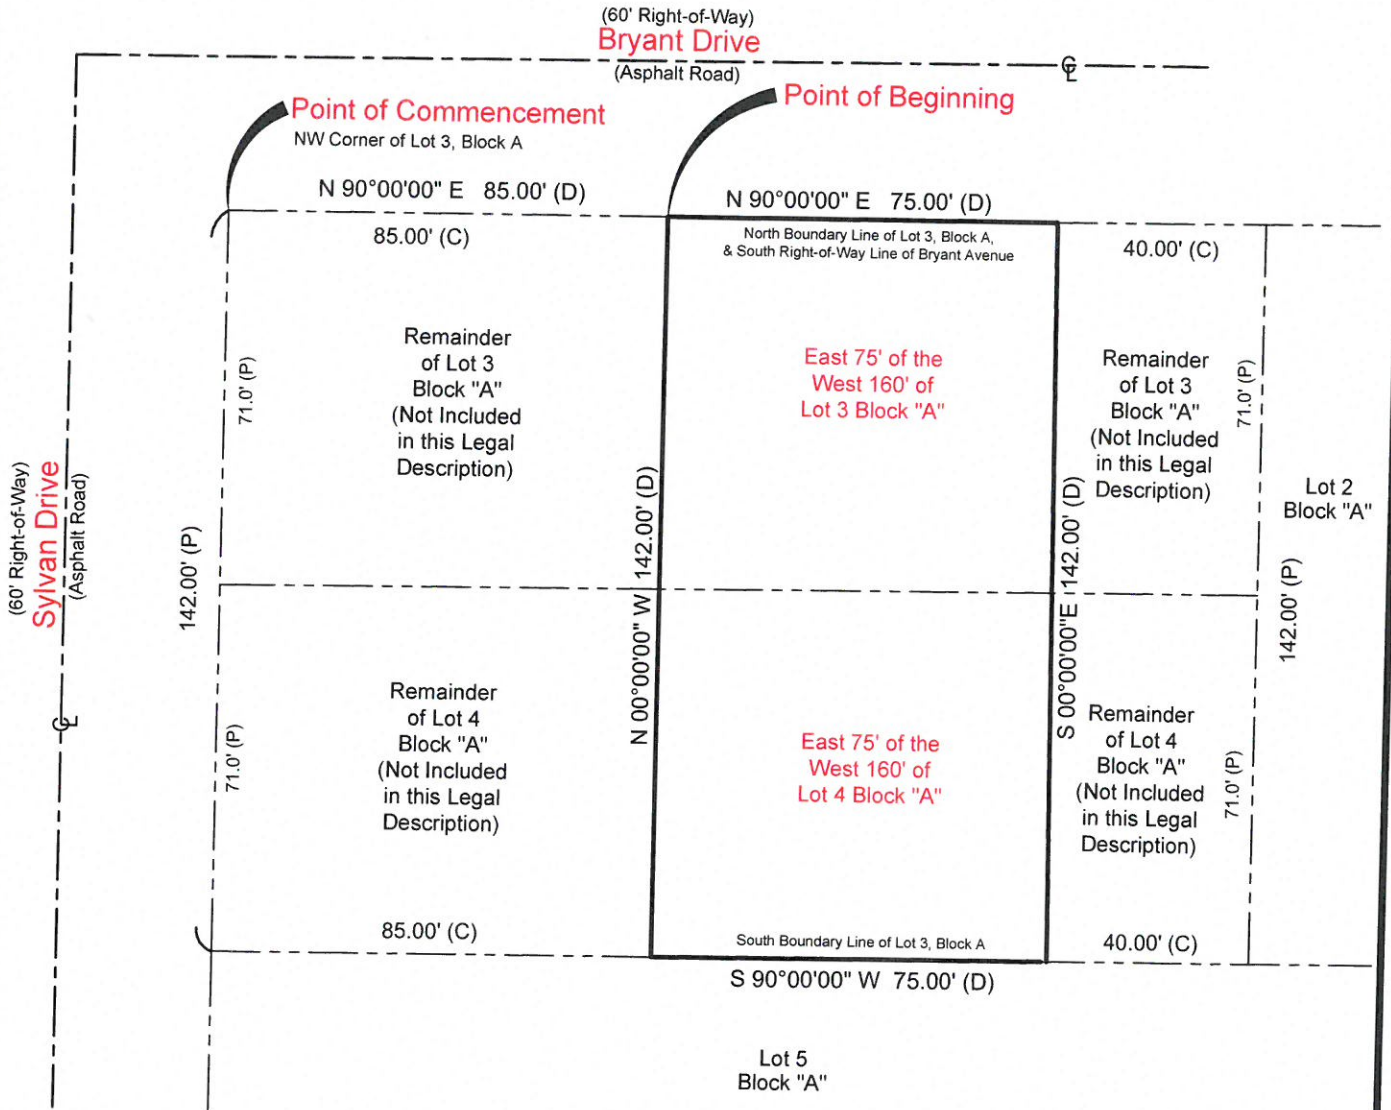 (60' Right-of-Way)
Bryant Drive
(Asphalt Road)
℄
Point of Commencement
NW Corner of Lot 3, Block A
Point of Beginning
N 90°00'00" E 85.00' (D)
N 90°00'00" E 75.00' (D)
85.00' (C)
North Boundary Line of Lot 3, Block A,
& South Right-of-Way Line of Bryant Avenue
40.00' (C)
Remainder
of Lot 3
Block "A"
(Not Included
in this Legal
Description)
71.0' (P)
East 75' of the
West 160' of
Lot 3 Block "A"
Remainder
of Lot 3
Block "A"
(Not Included
in this Legal
Description)
71.0' (P)
Lot 2
Block "A"
(60' Right-of-Way)
Sylvan Drive
(Asphalt Road)
℄
142.00' (P)
N 00°00'00" W 142.00' (D)
S 00°00'00"E 142.00' (D)
142.00' (P)
Remainder
of Lot 4
Block "A"
(Not Included
in this Legal
Description)
71.0' (P)
East 75' of the
West 160' of
Lot 4 Block "A"
Remainder
of Lot 4
Block "A"
(Not Included
in this Legal
Description)
71.0' (P)
85.00' (C)
South Boundary Line of Lot 3, Block A
40.00' (C)
S 90°00'00" W 75.00' (D)
Lot 5
Block "A"